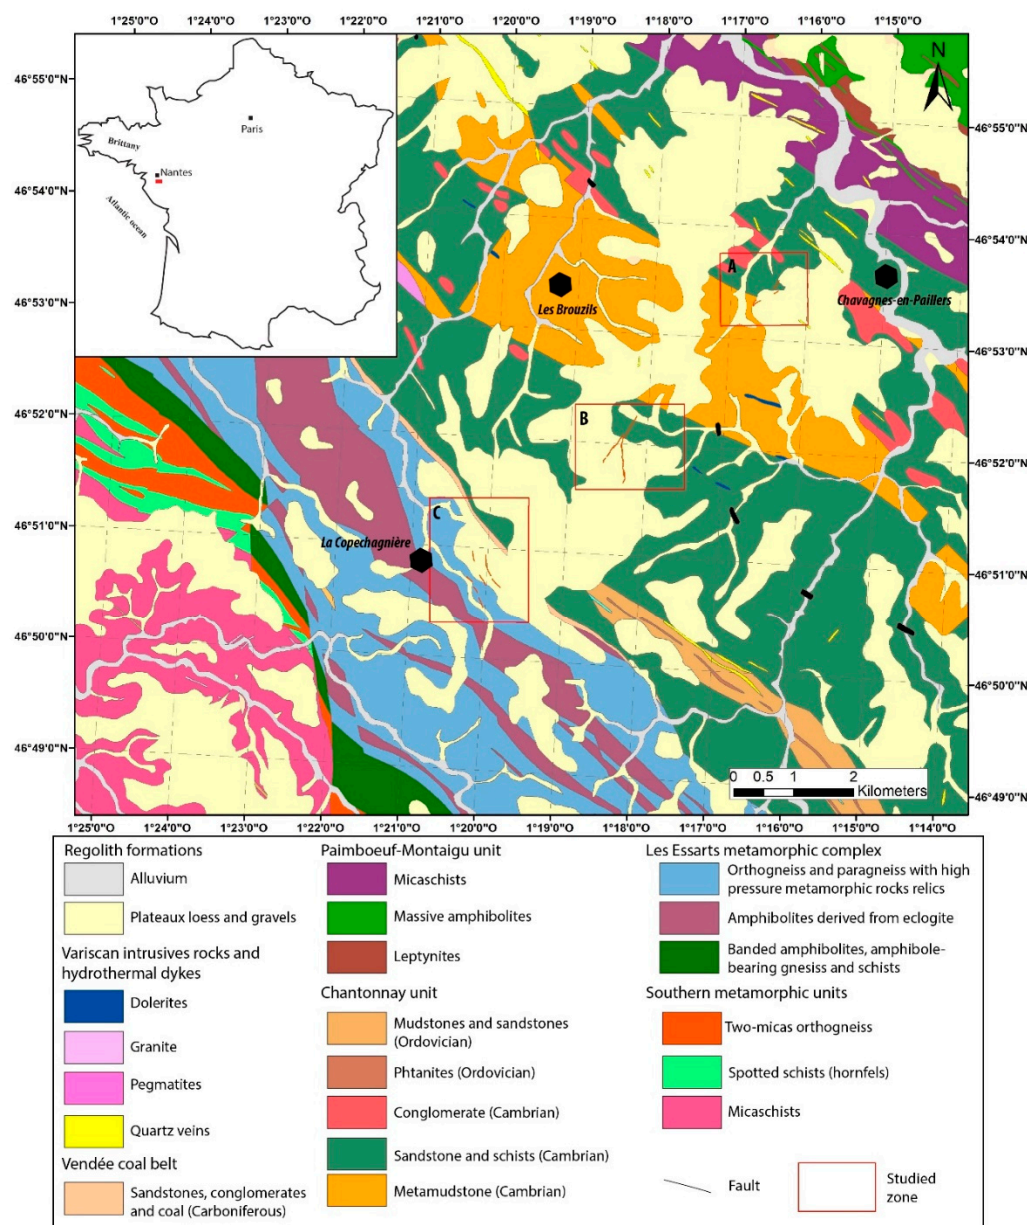 1°24'0"E 1°23'0"E 1°22'0"E 1°21'0"E 1°20'0"E 1°19'0"E 1°18'0"E 1°17'0"E 1°16'0"E 1°15'0"E
N
46°55'0"N
46°55'0"N
Paris
Brittany
Nantes
46°54'0"N
Atlantic ocean
46°54'0"N
A
46°53'0"N
Les Brouzils
Chavagnes-en-Paillers
46°53'0"N
46°52'0"N
B
46°52'0"N
46°51'0"N
C
La Copechagnière
46°51'0"N
46°50'0"N
46°50'0"N
46°49'0"N
0 0.5 1 2
Kilometers
46°49'0"N
1°25'0"E 1°24'0"E 1°23'0"E 1°22'0"E 1°21'0"E 1°20'0"E 1°19'0"E 1°18'0"E 1°17'0"E 1°16'0"E 1°15'0"E 1°14'0"E
Regolith formations
Alluvium
Plateaux loess and gravels
Variscan intrusives rocks and
hydrothermal dykes
Dolerites
Granite
Pegmatites
Quartz veins
Vendée coal belt
Sandstones, conglomerates
and coal (Carboniferous)
Paimboeuf-Montaigu unit
Micaschists
Massive amphibolites
Leptynites
Chantonnay unit
Mudstones and sandstones
(Ordovician)
Phtanites (Ordovician)
Conglomerate (Cambrian)
Sandstone and schists (Cambrian)
Metamudstone (Cambrian)
Les Essarts metamorphic complex
Orthogneiss and paragneiss with high
pressure metamorphic rocks relics
Amphibolites derived from eclogite
Banded amphibolites, amphibole-
bearing gnesiss and schists
Southern metamorphic units
Two-micas orthogneiss
Spotted schists (hornfels)
Micaschists
Fault
Studied
zone